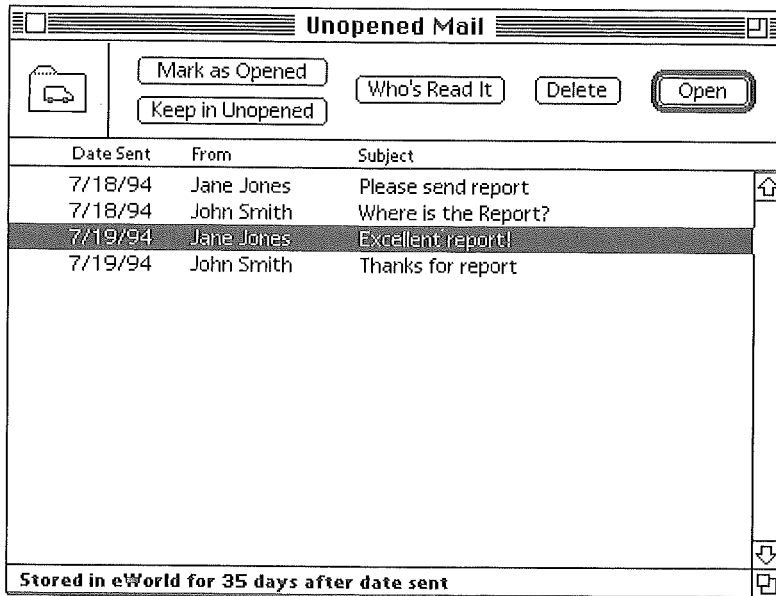 Unopened Mail
Mark as Opened
Keep in Unopened
Who's Read It
Delete
Open
Date Sent From Subject
7/18/94 Jane Jones Please send report
7/18/94 John Smith Where is the Report?
7/19/94 Jane Jones Excellent report!
7/19/94 John Smith Thanks for report
Stored in eWorld for 35 days after date sent